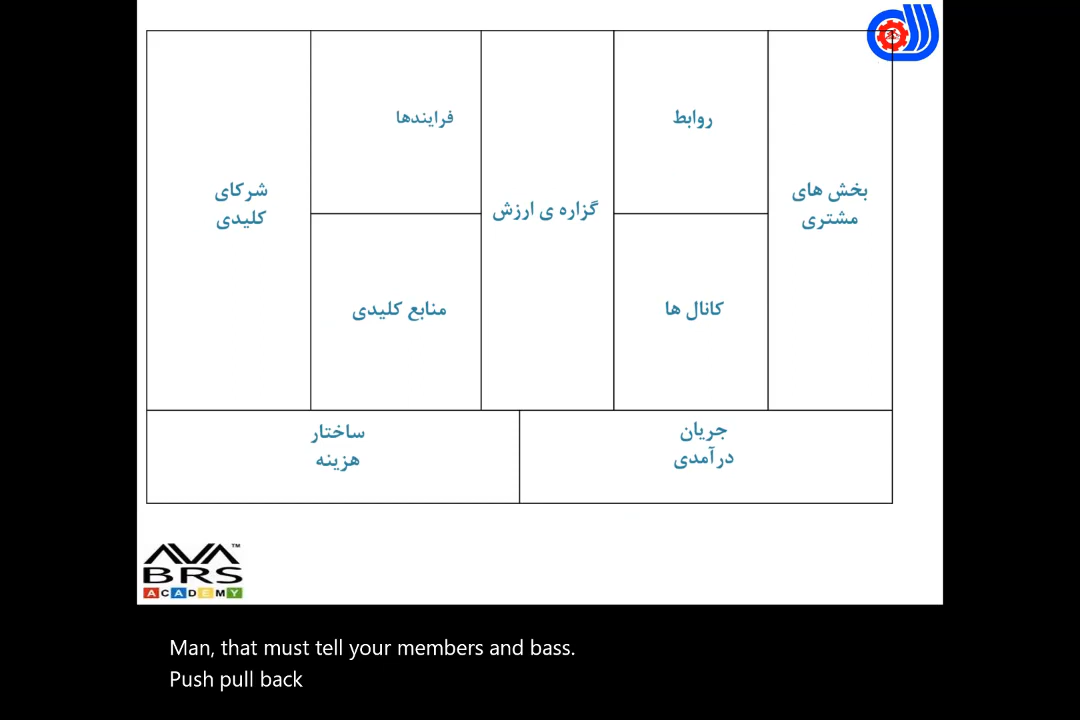 بخش های
مشتری
روابط
کانال ها
گزاره ی ارزش
فرایندها
منابع کلیدی
شرکای
کلیدی
جریان
درآمدی
ساختار
هزینه
AVA™
BRS
ACADEMY
Man, that must tell your members and bass.
Push pull back